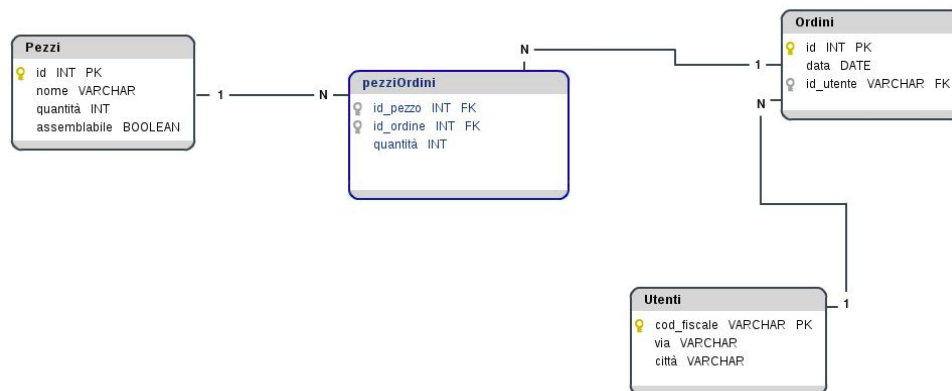 Pezzi
id INT PK
nome VARCHAR
quantità INT
assemblabile BOOLEAN
1
N
pezziOrdini
id_pezzo INT FK
id_ordine INT FK
quantità INT
N
1
Ordini
id INT PK
data DATE
id_utente VARCHAR FK
N
1
Utenti
cod_fiscale VARCHAR PK
via VARCHAR
città VARCHAR